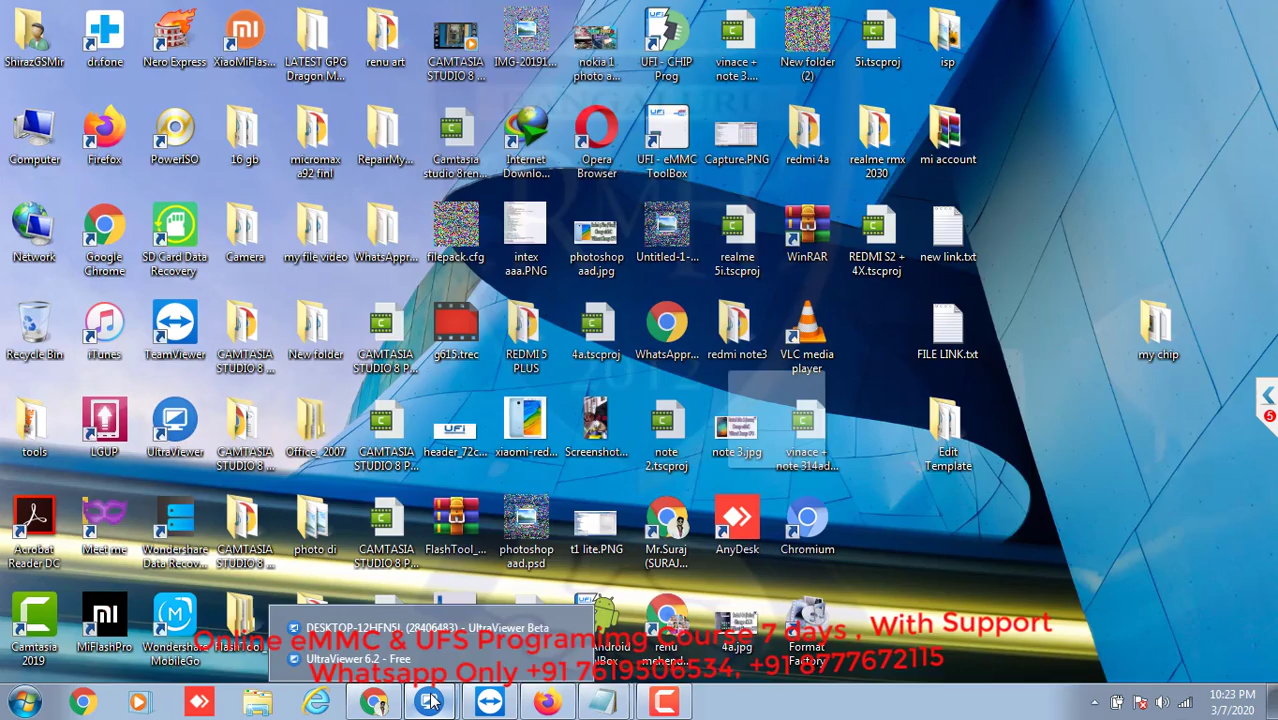 ShirazGSMir
dr.fone
Nero Express
XiaoMiFlas...
LATEST GPG Dragon M...
renu art
CAMTASIA STUDIO 8 ...
IMG-20191...
nokia 1 photo a...
UFI - CHIP Prog
vinace + note 3....
New folder (2)
5i.tscproj
isp
Computer
Firefox
PowerISO
16 gb
micromax a92 finl
RepairMy...
Camtasia studio 8ren...
Internet Downlo...
Opera Browser
UFI - eMMC ToolBox
Capture.PNG
redmi 4a
realme rmx 2030
mi account
Network
Google Chrome
SD Card Data Recovery
Camera
my file video
WhatsAppr...
filepack.cfg
intex aaa.PNG
photoshop aad.jpg
Untitled-1-...
realme 5i.tscproj
WinRAR
REDMI S2 + 4X.tscproj
new link.txt
Recycle Bin
iTunes
TeamViewer
CAMTASIA STUDIO 8 ...
New folder
CAMTASIA STUDIO 8 P...
g615.trec
REDMI 5 PLUS
4a.tscproj
WhatsAppr...
redmi note3
VLC media player
FILE LINK.txt
my chip
5
tools
LGUP
UltraViewer
CAMTASIA STUDIO 8 ...
Office_2007
CAMTASIA STUDIO 8 P...
UFi
header_72c...
xiaomi-red...
Screenshot...
note 2.tscproj
note 3.jpg
vinace + note 314ad...
Edit Template
Acrobat Reader DC
Meet me
Wondershare Data Recov...
CAMTASIA STUDIO 8 ...
photo di
CAMTASIA STUDIO 8 P...
FlashTool_...
photoshop aad.psd
t1 lite.PNG
Mr.Suraj (SURAJ...
AnyDesk
Chromium
Camtasia 2019
MiFlashPro
Wondershare MobileGo
FlashTool_...
DESKTOP-12HFN5L (28406483) - UltraViewer Beta
UltraViewer 6.2 - Free
Android
lBox
renu mehend...
4a.jpg
Format Factory
Online eMMC & UFS Programimg Course 7 days , With Support
Whatsapp Only +91 7619506534, +91 8777672115
10:23 PM
3/7/2020